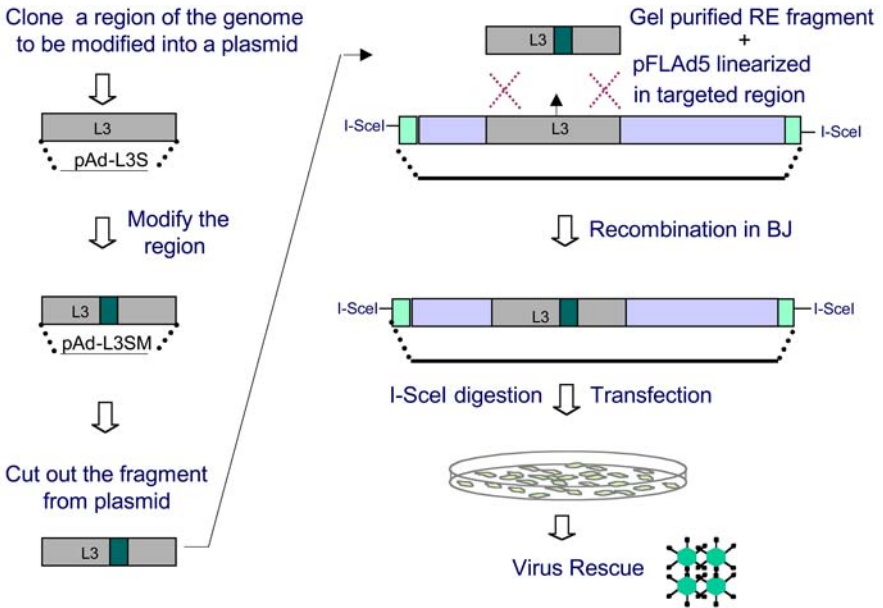 Clone a region of the genome
to be modified into a plasmid
L3
pAd-L3S
Modify the
region
L3
pAd-L3SM
Cut out the fragment
from plasmid
L3
L3
Gel purified RE fragment
+
pFLAd5 linearized
in targeted region
I-SceI
L3
I-SceI
Recombination in BJ
I-SceI
L3
I-SceI
I-SceI digestion
Transfection
Virus Rescue